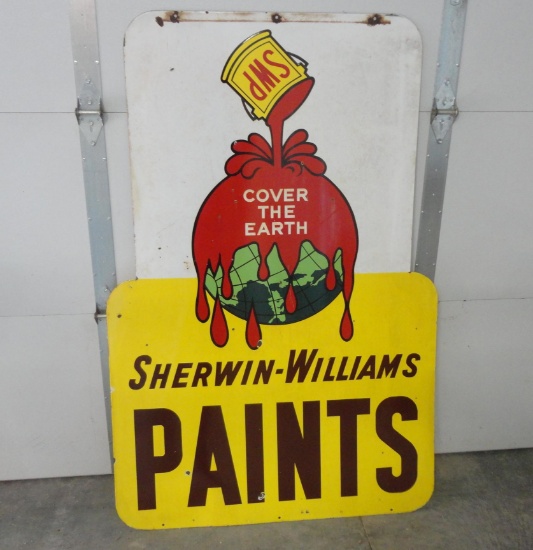 SWP
COVER
THE
EARTH
SHERWIN-WILLIAMS
PAINTS